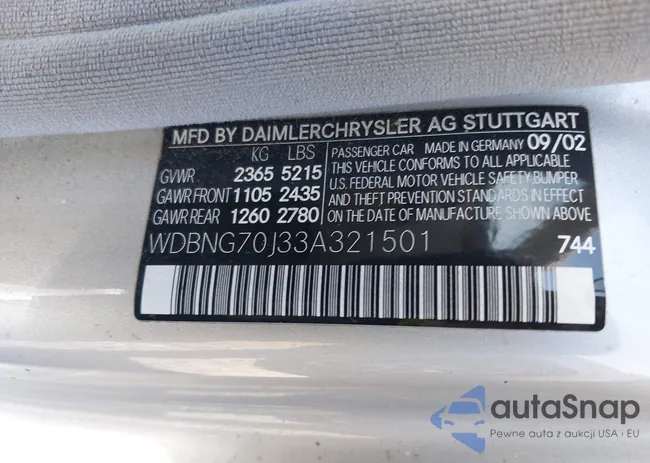 MFD BY DAIMLERCHRYSLER AG STUTTGART
KG LBS
GVWR 2365 5215
GAWR FRONT 1105 2435
GAWR REAR 1260 2780
PASSENGER CAR MADE IN GERMANY 09/02
THIS VEHICLE CONFORMS TO ALL APPLICABLE
U.S. FEDERAL MOTOR VEHICLE SAFETY BUMPER
AND THEFT PREVENTION STANDARDS IN EFFECT
ON THE DATE OF MANUFACTURE SHOWN ABOVE
WDBNG70J33A321501 744
autaSnap
Pewne auta z aukcji USA i EU